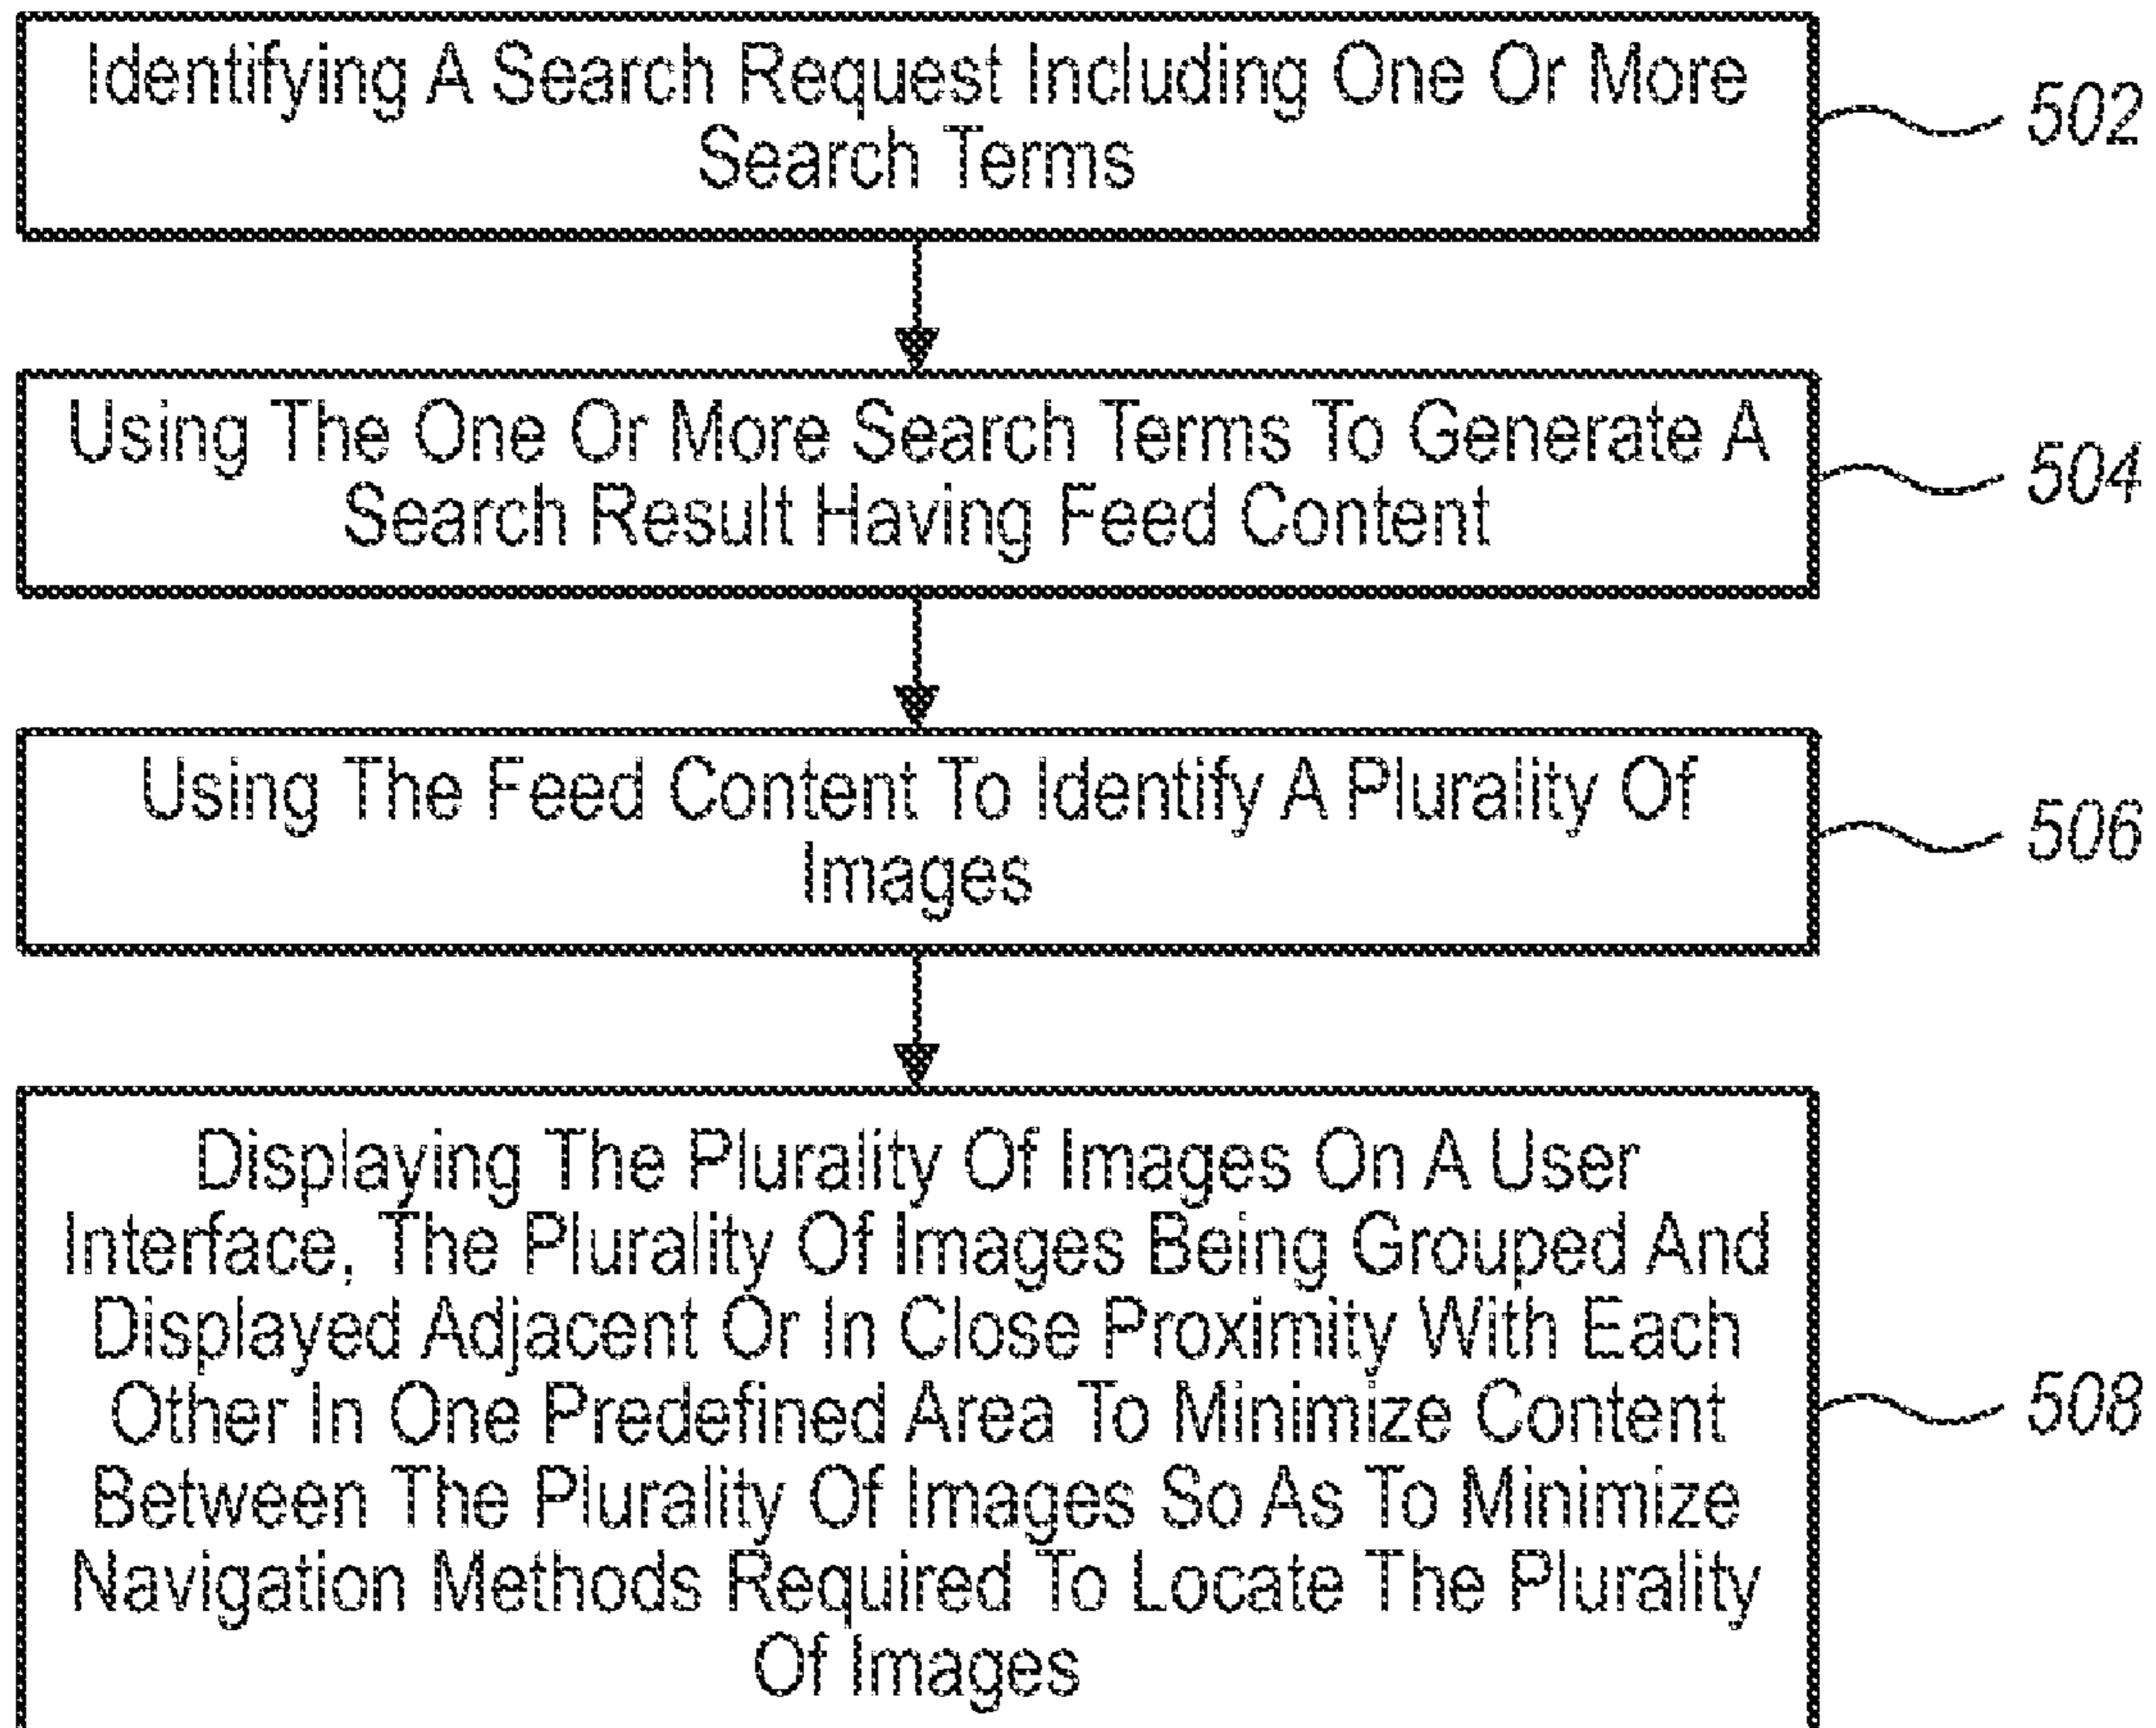 Identifying A Search Request Including One Or More
Search Terms
502
Using The One Or More Search Terms To Generate A
Search Result Having Feed Content
504
Using The Feed Content To Identify A Plurality Of
Images
506
Displaying The Plurality Of Images On A User
Interface, The Plurality Of Images Being Grouped And
Displayed Adjacent Or In Close Proximity With Each
Other In One Predefined Area To Minimize Content
Between The Plurality Of Images So As To Minimize
Navigation Methods Required To Locate The Plurality
Of Images
508